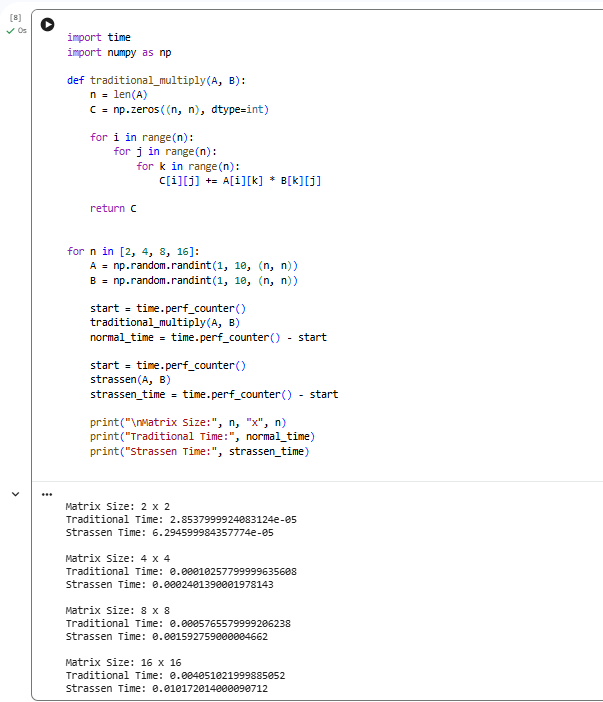 [8]
0s
import time
import numpy as np
def traditional_multiply(A, B):
    n = len(A)
    C = np.zeros((n, n), dtype=int)
    for i in range(n):
        for j in range(n):
            for k in range(n):
                C[i][j] += A[i][k] * B[k][j]
    return C
for n in [2, 4, 8, 16]:
    A = np.random.randint(1, 10, (n, n))
    B = np.random.randint(1, 10, (n, n))
    start = time.perf_counter()
    traditional_multiply(A, B)
    normal_time = time.perf_counter() - start
    start = time.perf_counter()
    strassen(A, B)
    strassen_time = time.perf_counter() - start
    print("\nMatrix Size:", n, "x", n)
    print("Traditional Time:", normal_time)
    print("Strassen Time:", strassen_time)
Matrix Size: 2 x 2
Traditional Time: 2.8537999924083124e-05
Strassen Time: 6.294599984357774e-05
Matrix Size: 4 x 4
Traditional Time: 0.00010257799999635608
Strassen Time: 0.0002401390001978143
Matrix Size: 8 x 8
Traditional Time: 0.0005765579999206238
Strassen Time: 0.001592759000004662
Matrix Size: 16 x 16
Traditional Time: 0.004051021999885052
Strassen Time: 0.010172014000090712